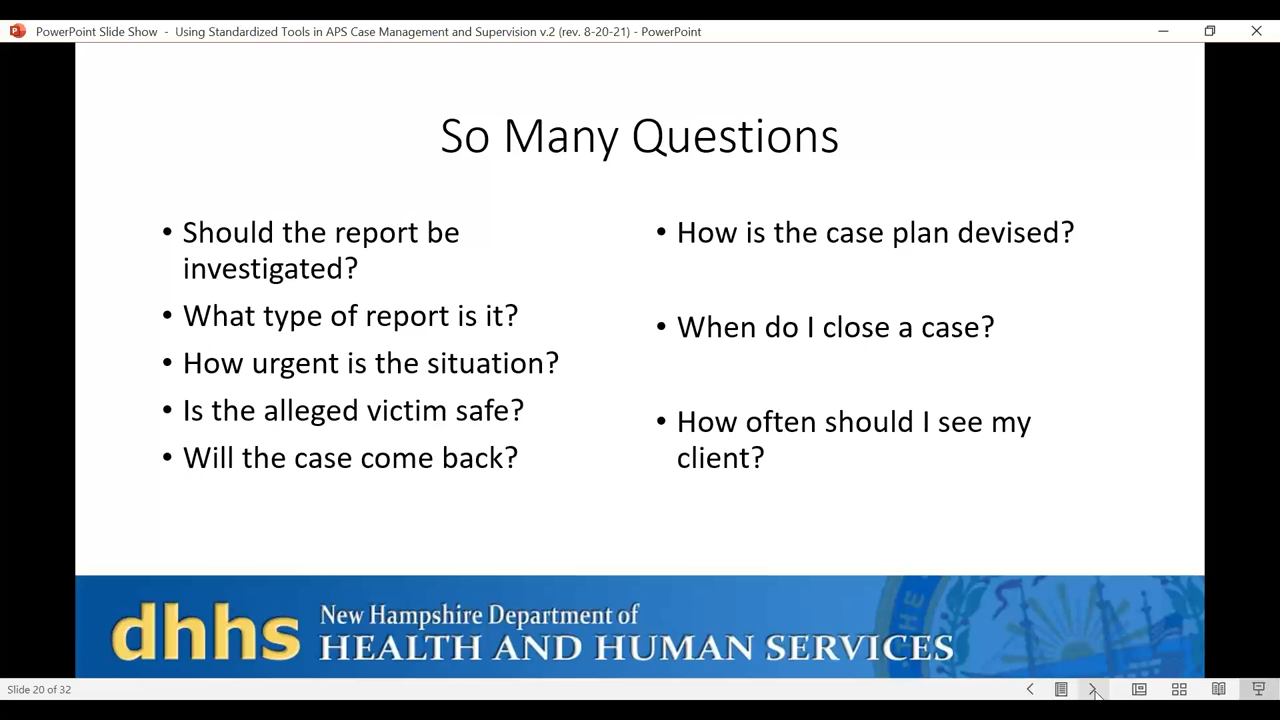 PowerPoint Slide Show - Using Standardized Tools in APS Case Management and Supervision v.2 (rev. 8-20-21) - PowerPoint
So Many Questions
• Should the report be
investigated?
• What type of report is it?
• How urgent is the situation?
• Is the alleged victim safe?
• Will the case come back?
• How is the case plan devised?
• When do I close a case?
• How often should I see my
client?
dhhs
New Hampshire Department of
HEALTH AND HUMAN SERVICES
THE
Slide 20 of 32